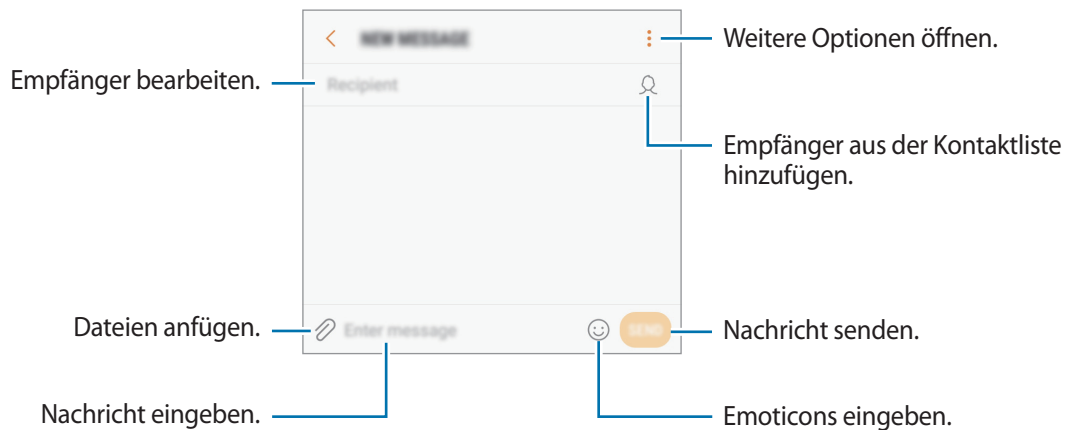 NEW MESSAGE
Weitere Optionen öffnen.
Empfänger bearbeiten.
Recipient
Empfänger aus der Kontaktliste
hinzufügen.
Dateien anfügen.
Enter message
SEND
Nachricht senden.
Nachricht eingeben.
Emoticons eingeben.